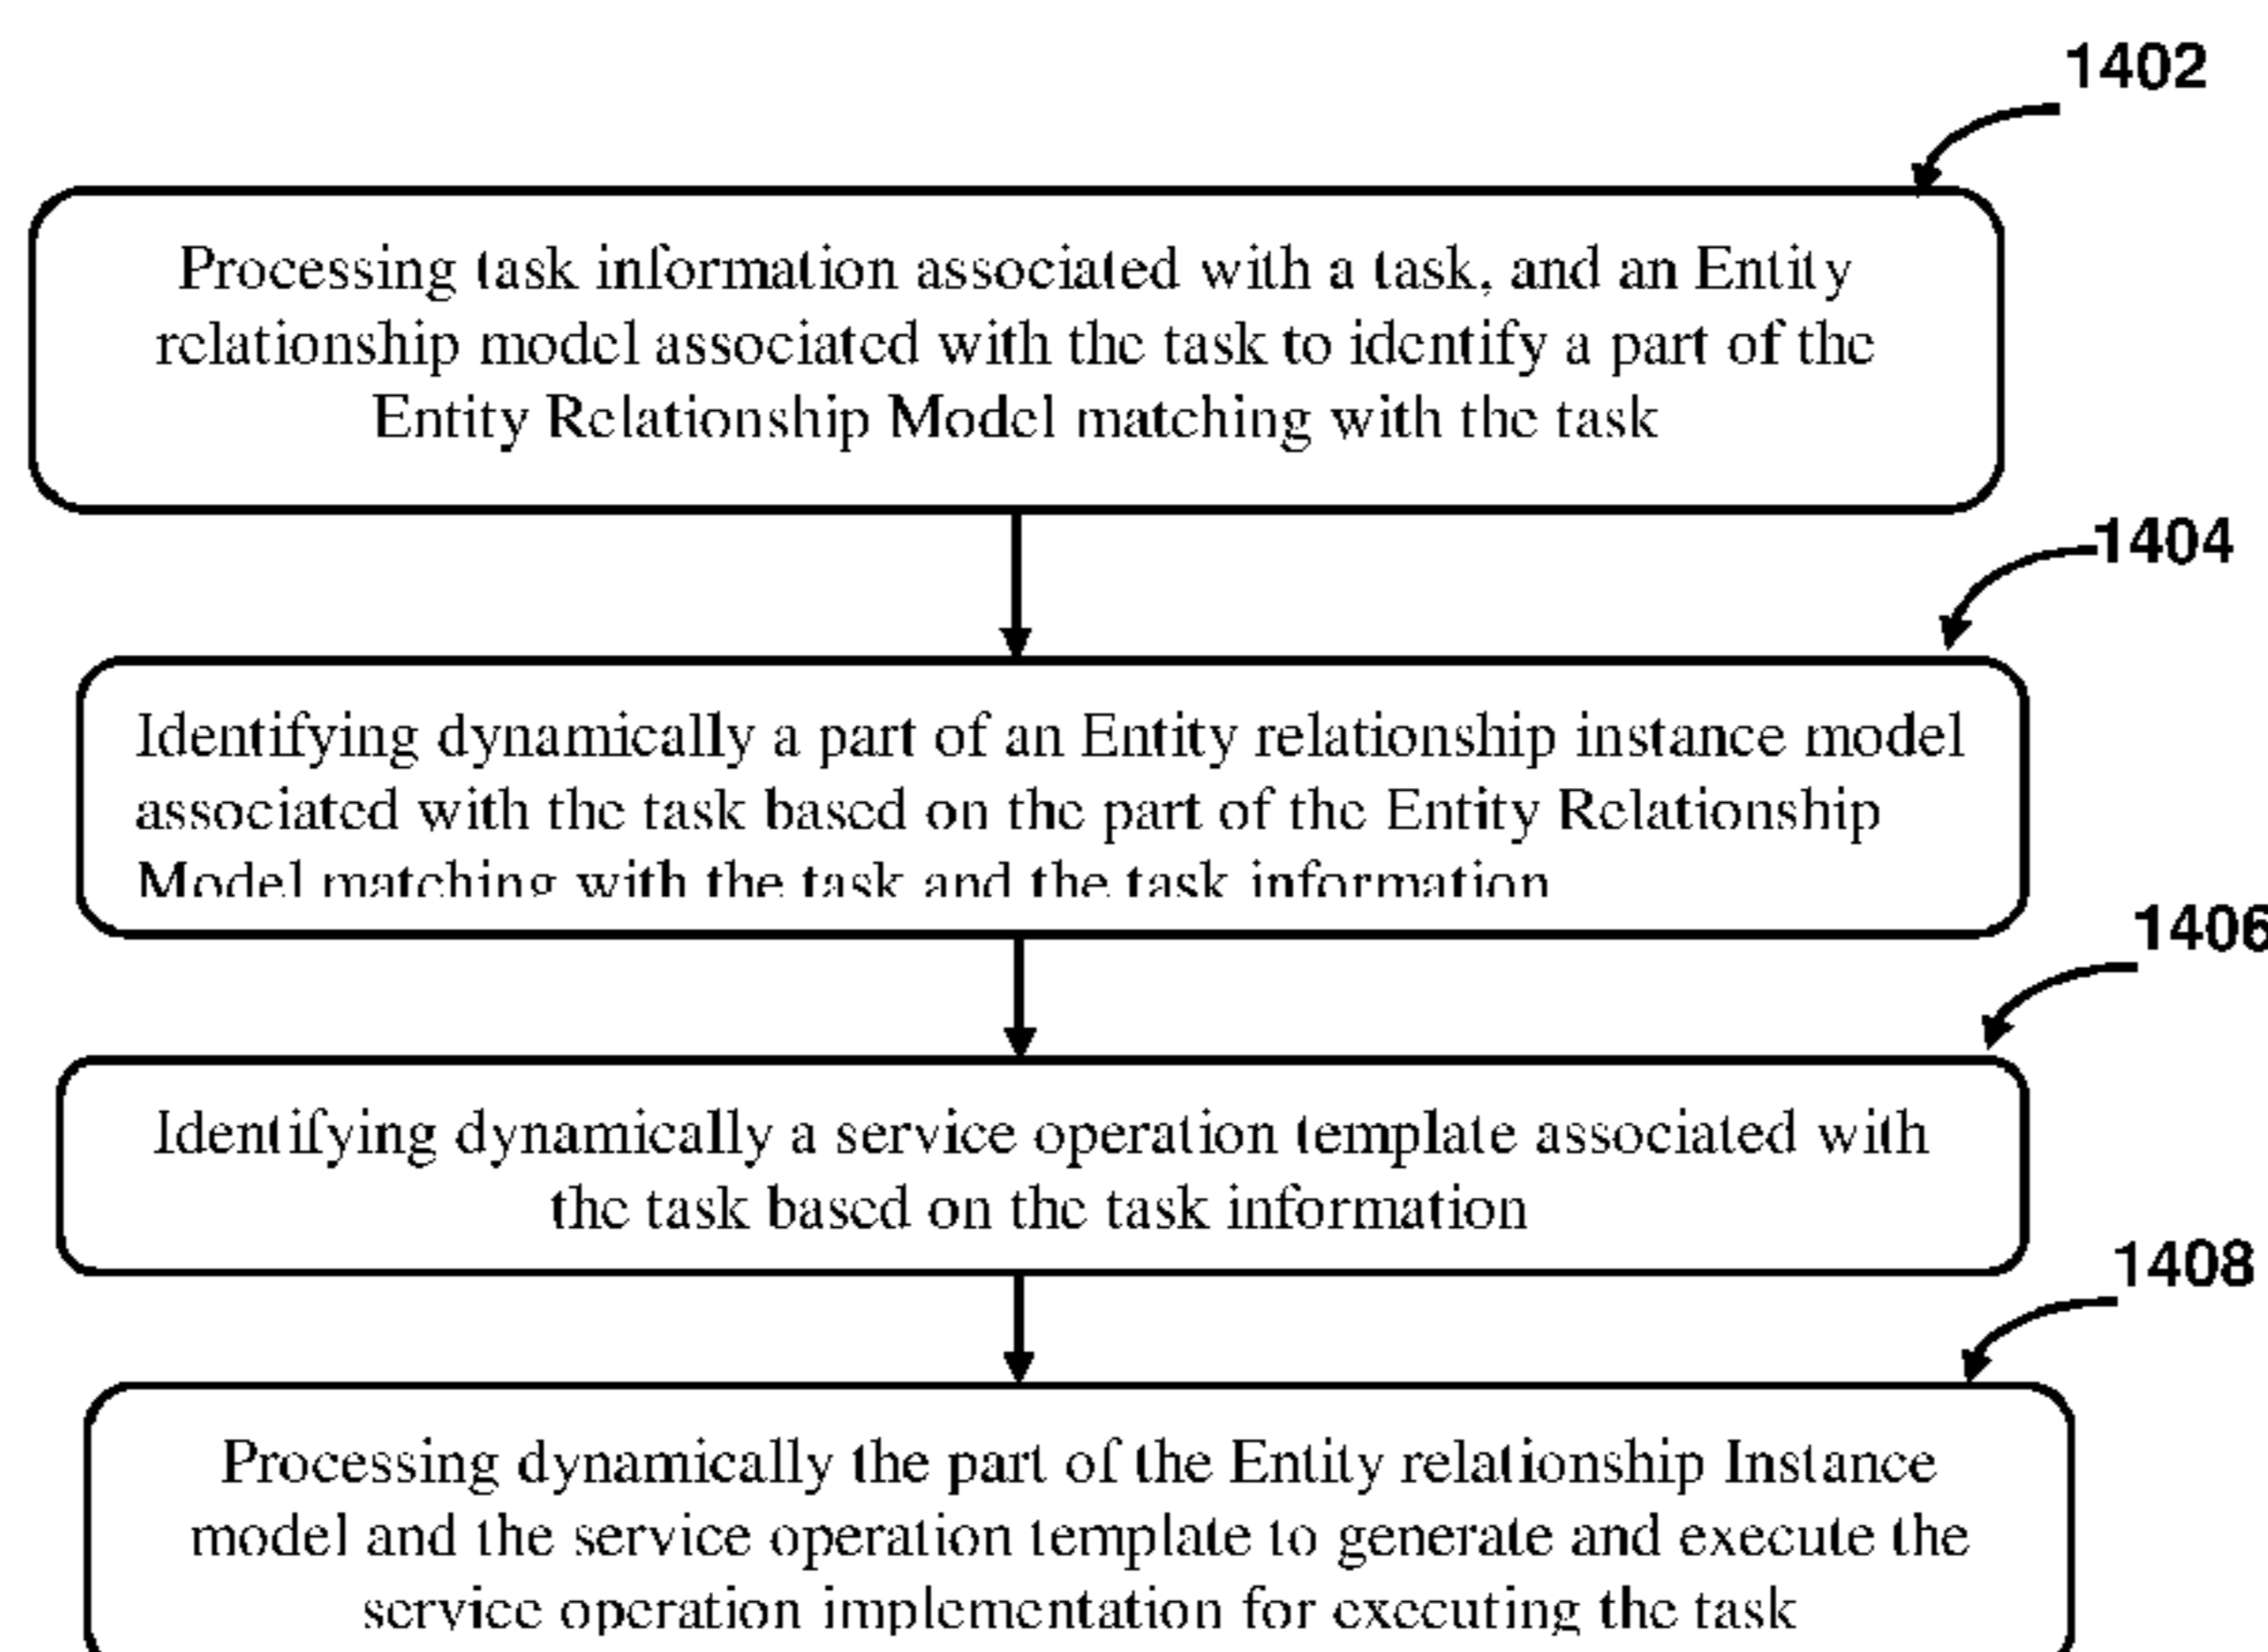 1402
Processing task information associated with a task, and an Entity
relationship model associated with the task to identify a part of the
Entity Relationship Model matching with the task
1404
Identifying dynamically a part of an Entity relationship instance model
associated with the task based on the part of the Entity Relationship
Model matching with the task and the task information
1406
Identifying dynamically a service operation template associated with
the task based on the task information
1408
Processing dynamically the part of the Entity relationship Instance
model and the service operation template to generate and execute the
service operation implementation for executing the task